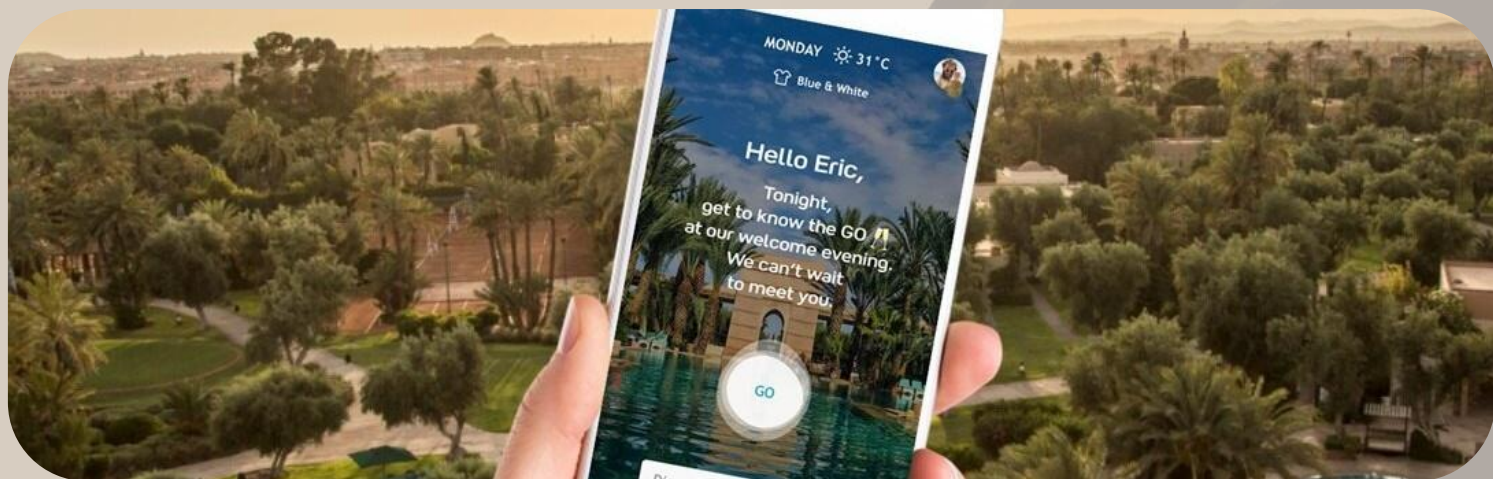 MONDAY 31°C
Blue & White
Hello Eric,
Tonight,
get to know the GO 🥂
at our welcome evening.
We can't wait
to meet you.
GO